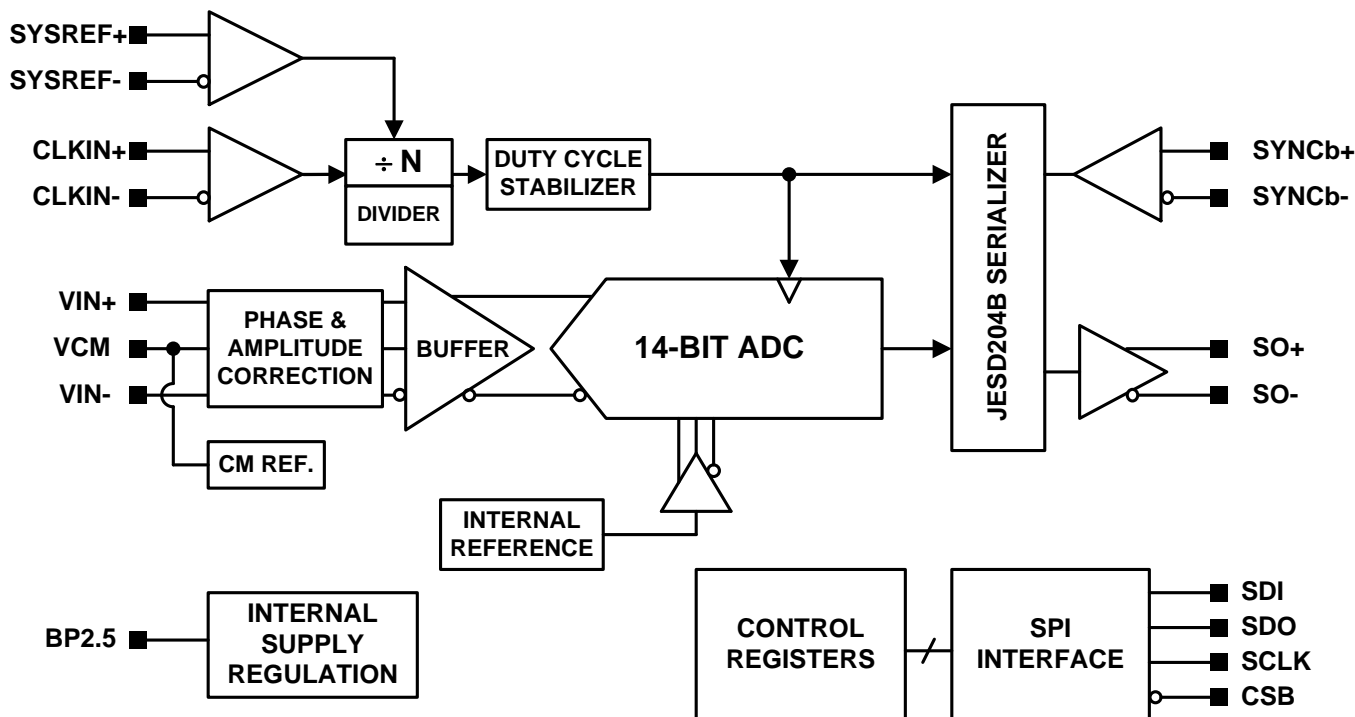 SYSREF+
SYSREF-
CLKIN+
CLKIN-
÷ N
DIVIDER
DUTY CYCLE
STABILIZER
JESD204B SERIALIZER
SYNCb+
SYNCb-
VIN+
VCM
VIN-
PHASE &
AMPLITUDE
CORRECTION
BUFFER
14-BIT ADC
SO+
SO-
CM REF.
INTERNAL
REFERENCE
BP2.5
INTERNAL
SUPPLY
REGULATION
CONTROL
REGISTERS
SPI
INTERFACE
SDI
SDO
SCLK
CSB